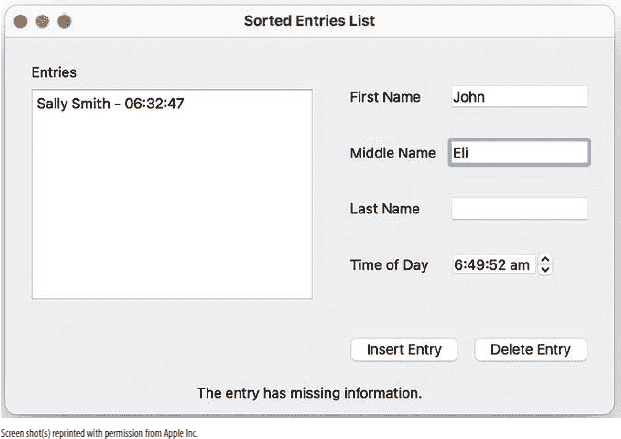 Sorted Entries List
Entries
Sally Smith – 06:32:47
First Name John
Middle Name Eli
Last Name
Time of Day 6:49:52 am
Insert Entry Delete Entry
The entry has missing information.
Screen shot(s) reprinted with permission from Apple Inc.